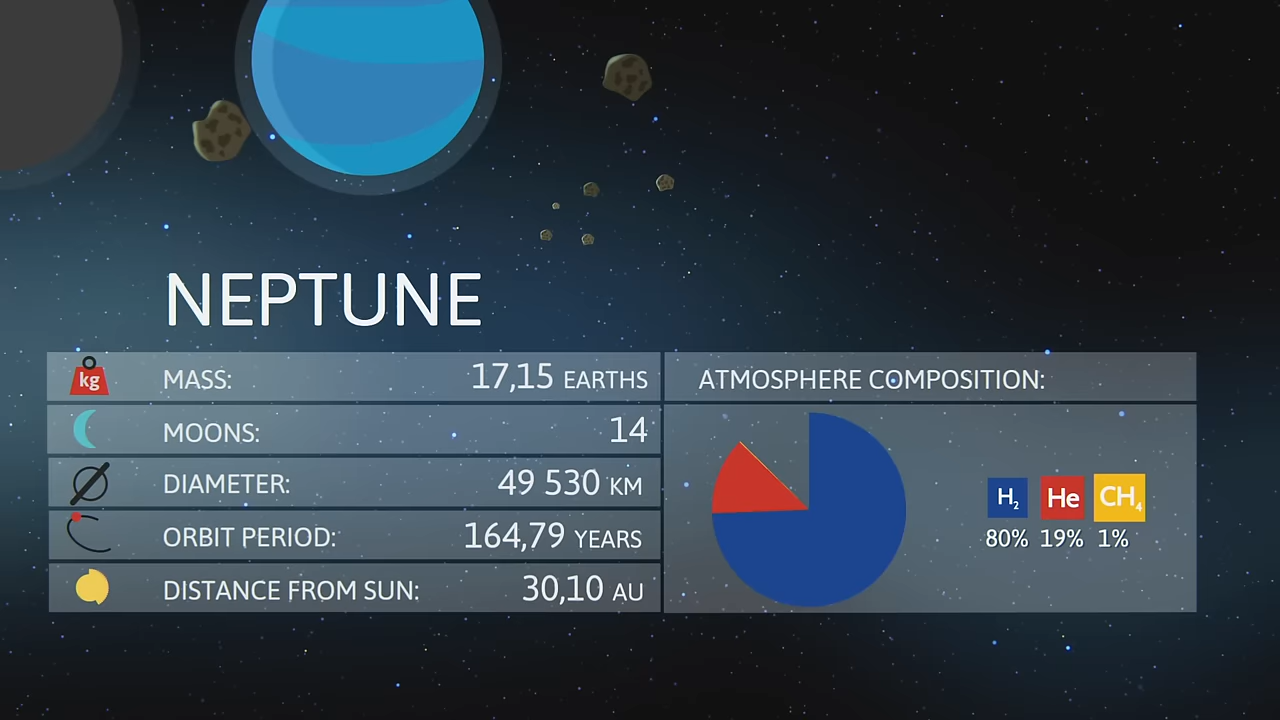 NEPTUNE
kg MASS: 17,15 EARTHS
MOONS: 14
DIAMETER: 49 530 KM
ORBIT PERIOD: 164,79 YEARS
DISTANCE FROM SUN: 30,10 AU
ATMOSPHERE COMPOSITION:
H₂ He CH₄
80% 19% 1%